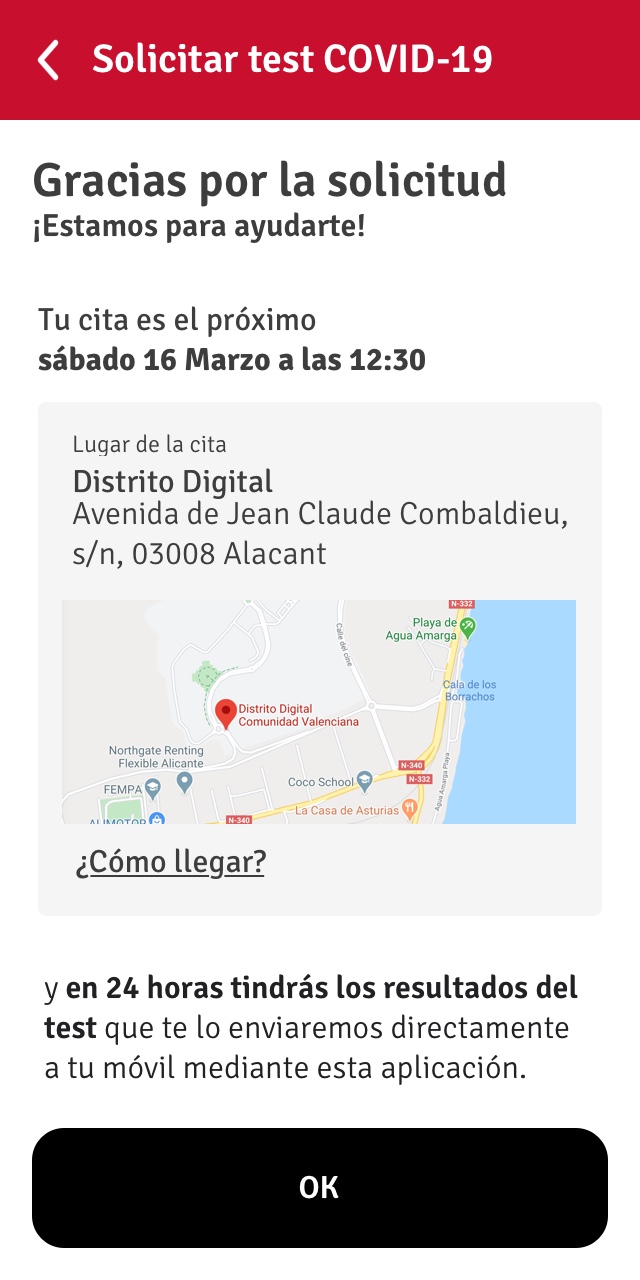 Solicitar test COVID-19
Gracias por la solicitud
¡Estamos para ayudarte!
Tu cita es el próximo
sábado 16 Marzo a las 12:30
Lugar de la cita
Distrito Digital
Avenida de Jean Claude Combaldieu,
s/n, 03008 Alacant
N-332
Playa de
Agua Amarga
Calle del cine
Cala de los
Borrachos
Distrito Digital
Comunidad Valenciana
Northgate Renting
Flexible Alicante
N-340
Coco School
N-332
FEMPA
Agua Amarga Playa
La Casa de Asturias
ALIMOTOR
N-340
¿Cómo llegar?
y en 24 horas tindrás los resultados del
test que te lo enviaremos directamente
a tu móvil mediante esta aplicación.
OK